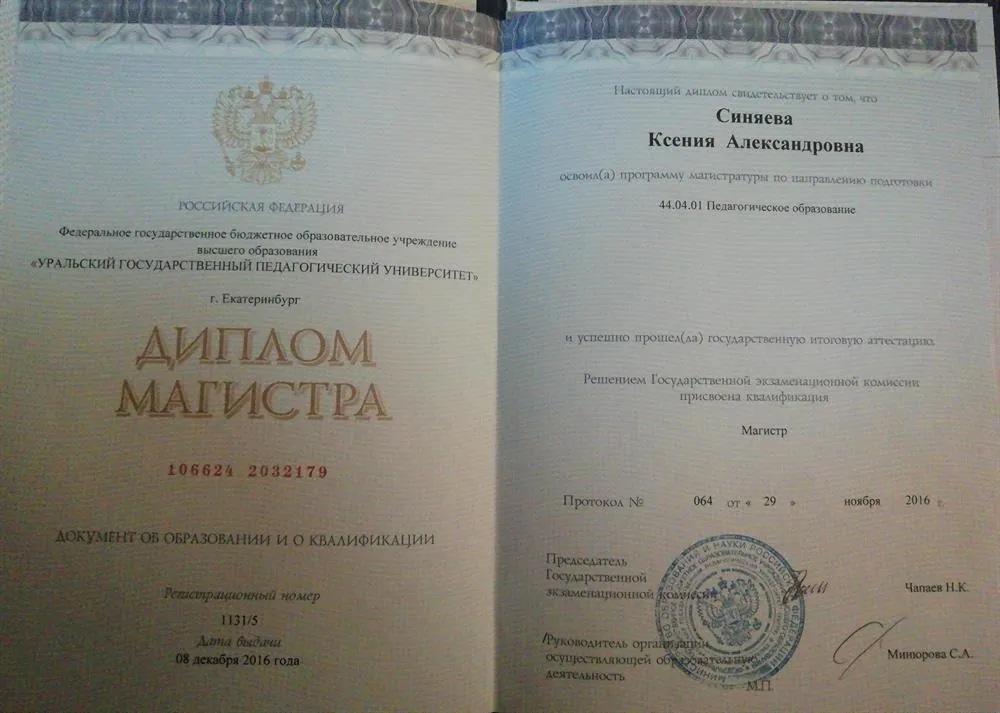 РОССИЙСКАЯ ФЕДЕРАЦИЯ
Федеральное государственное бюджетное образовательное учреждение
высшего образования
«УРАЛЬСКИЙ ГОСУДАРСТВЕННЫЙ ПЕДАГОГИЧЕСКИЙ УНИВЕРСИТЕТ»
г. Екатеринбург
ДИПЛОМ
МАГИСТРА
106624 2032179
ДОКУМЕНТ ОБ ОБРАЗОВАНИИ И О КВАЛИФИКАЦИИ
Регистрационный номер
1131/5
Дата выдачи
08 декабря 2016 года
Настоящий диплом свидетельствует о том, что
Синяева
Ксения Александровна
освоил(а) программу магистратуры по направлению подготовки
44.04.01 Педагогическое образование
и успешно прошел(ла) государственную итоговую аттестацию.
Решением Государственной экзаменационной комиссии
присвоена квалификация
Магистр
Протокол № 064 от « 29 » ноября 2016 г.
Председатель
Государственной
экзаменационной комиссии Чапаев Н.К.
Руководитель организации,
осуществляющей образовательную Минюрова С.А.
деятельность
М.П.